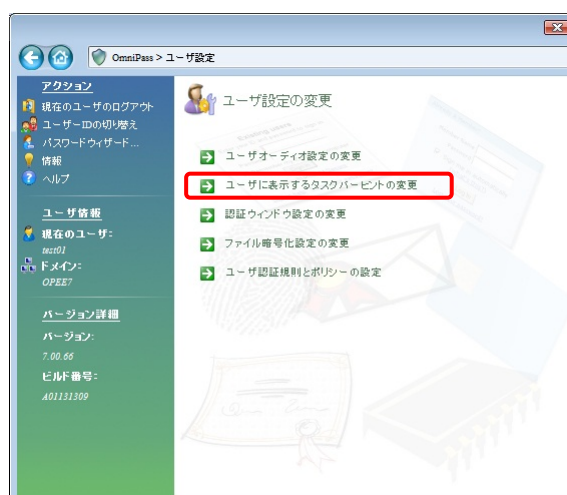 OmniPass > ユーザ設定
アクション
現在のユーザのログアウト
ユーザーIDの切り替え
パスワードウィザード...
情報
ヘルプ
ユーザ情報
現在のユーザ:
test01
ドメイン:
OPEE7
バージョン詳細
バージョン:
7.00.66
ビルド番号:
A01131309
ユーザ設定の変更
ユーザオーディオ設定の変更
ユーザに表示するタスクバーヒントの変更
認証ウィンドウ設定の変更
ファイル暗号化設定の変更
ユーザ認証規則とポリシーの設定